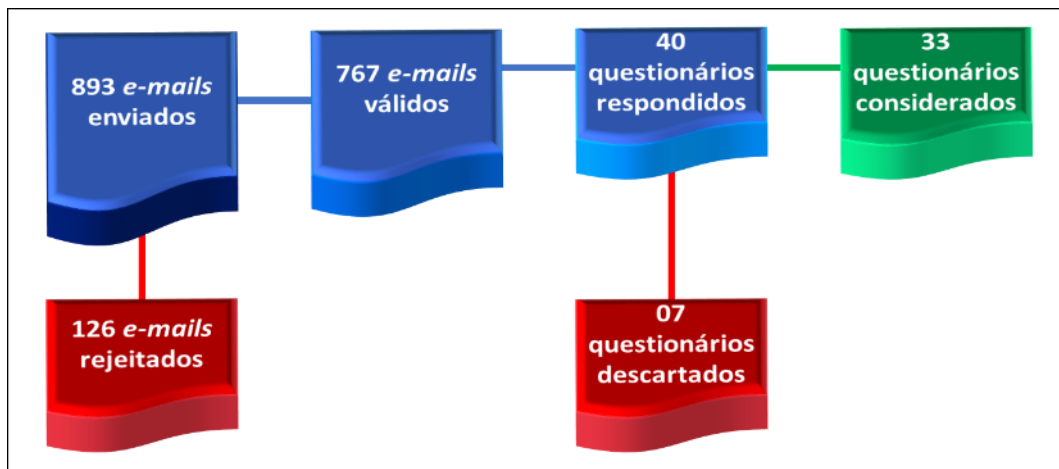 893 e-mails
enviados
767 e-mails
válidos
40
questionários
respondidos
33
questionários
considerados
126 e-mails
rejeitados
07
questionários
descartados